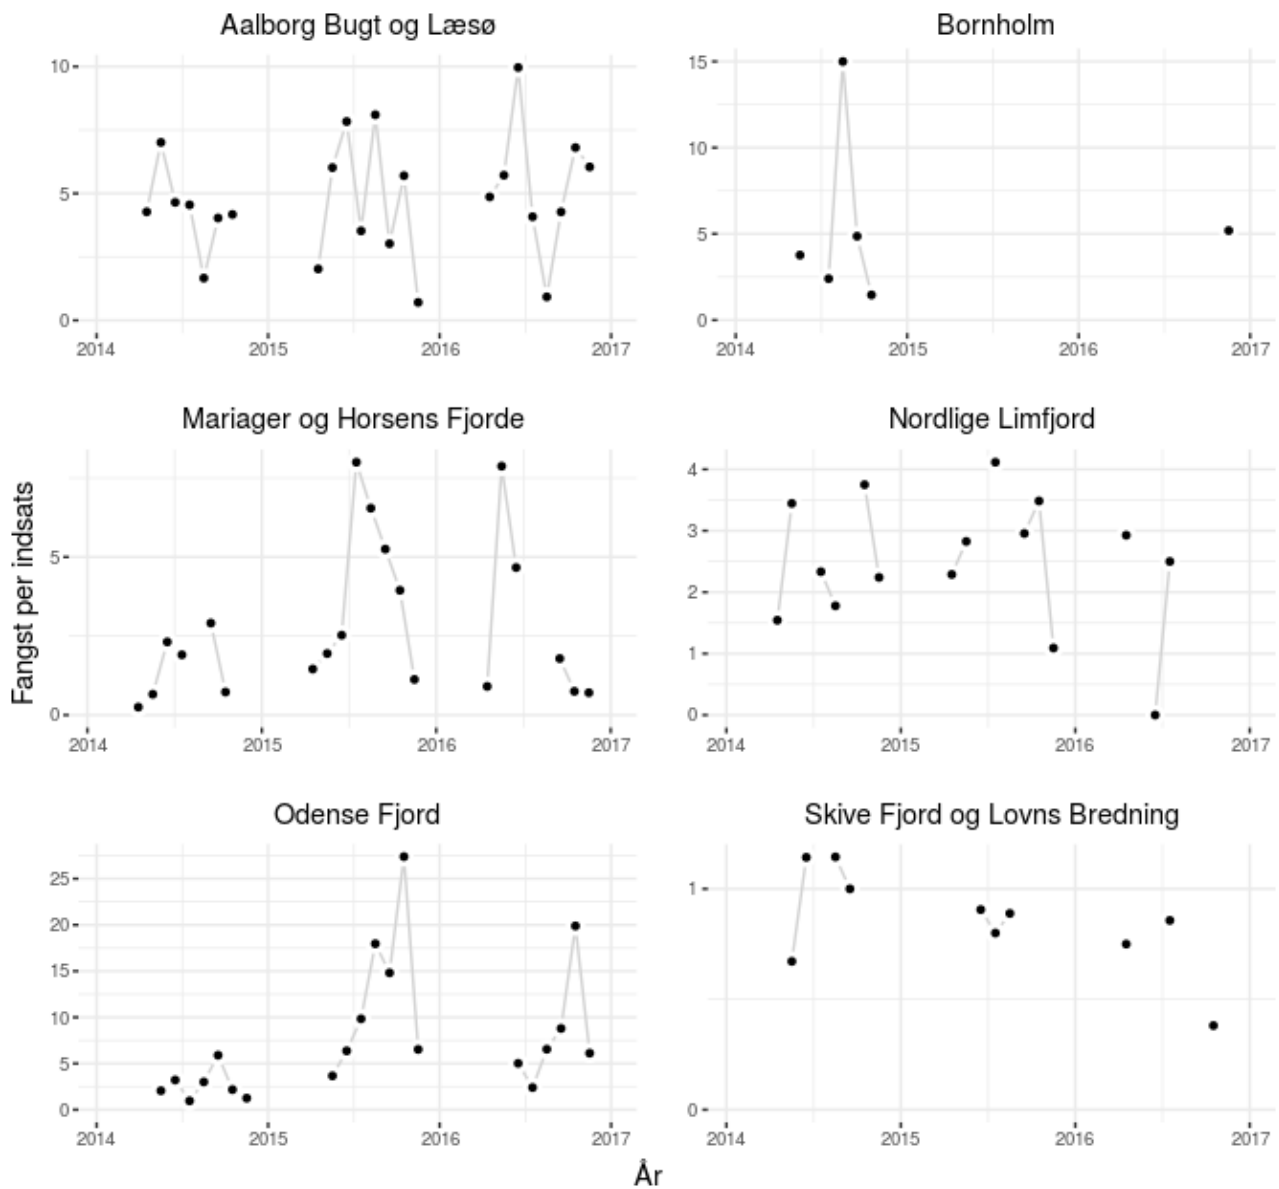 Aalborg Bugt og Læsø
10
5
0
2014 2015 2016 2017
Bornholm
15
10
5
0
2014 2015 2016 2017
Mariager og Horsens Fjorde
5
0
2014 2015 2016 2017
Nordlige Limfjord
4
3
2
1
0
2014 2015 2016 2017
Odense Fjord
25
20
15
10
5
0
2014 2015 2016 2017
Skive Fjord og Lovns Bredning
1
0
2014 2015 2016 2017
Fangst per indsats
År